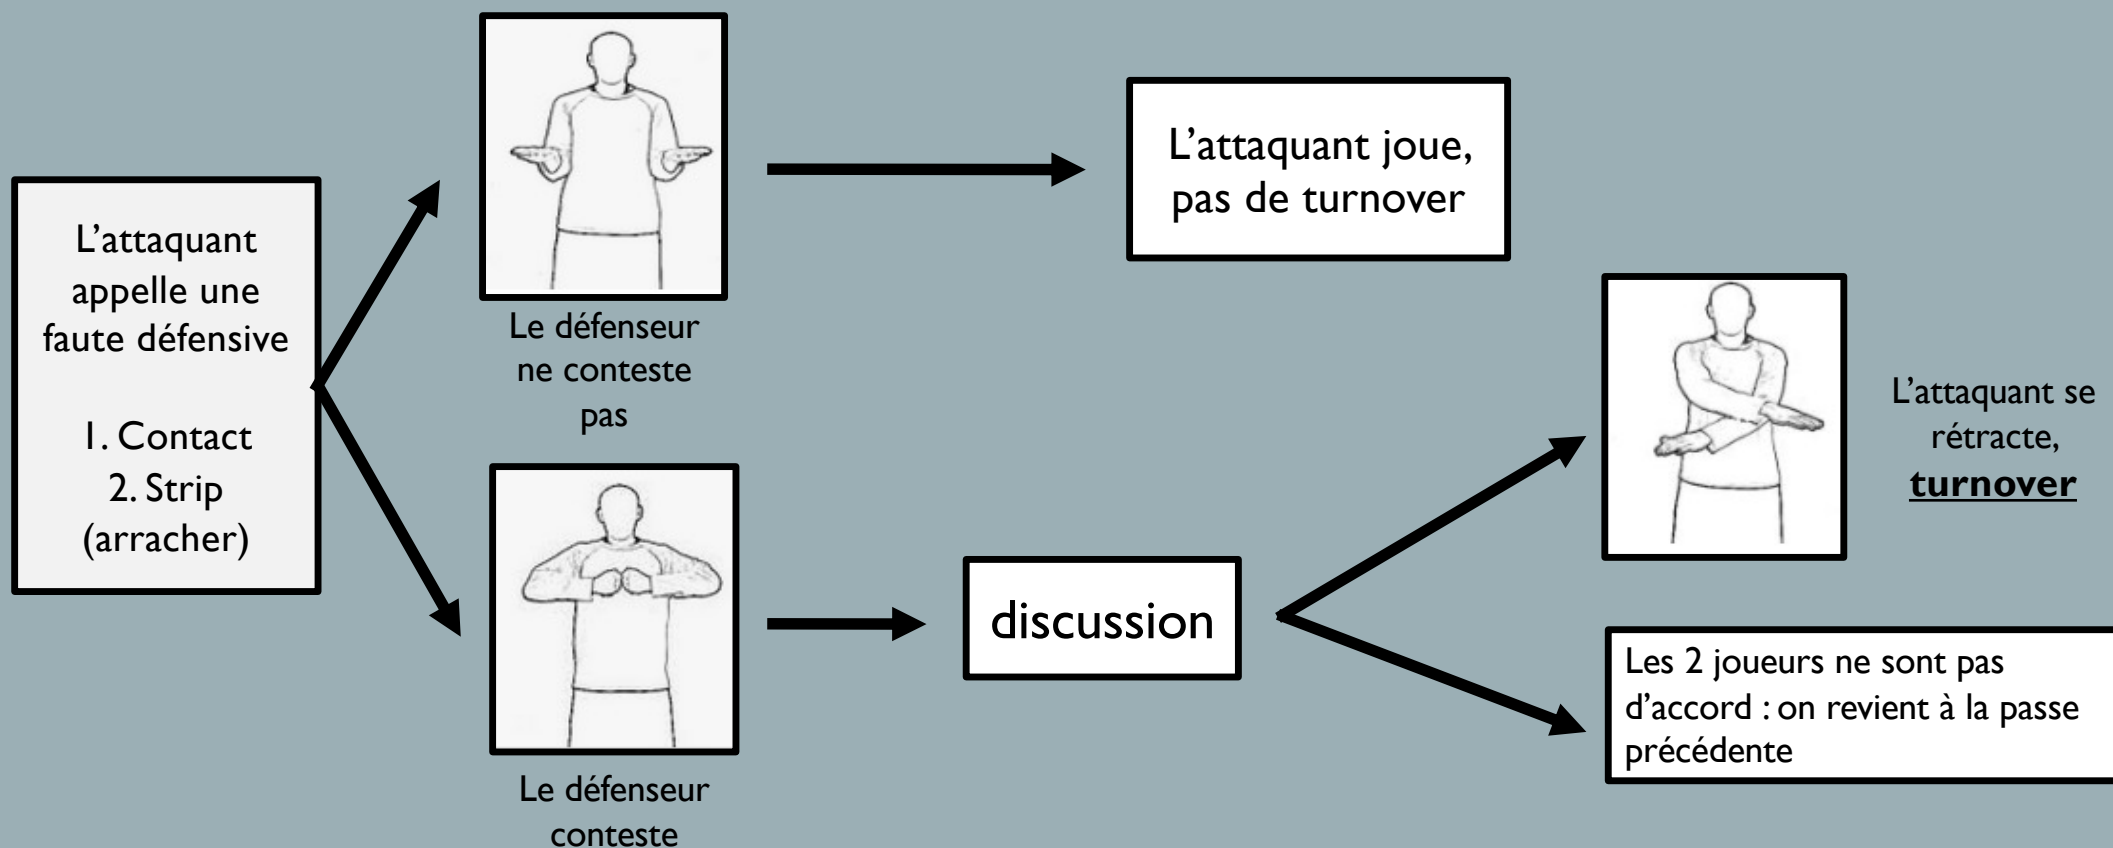 L'attaquant
appelle une
faute défensive
1. Contact
2. Strip
(arracher)
Le défenseur
ne conteste
pas
L'attaquant joue,
pas de turnover
Le défenseur
conteste
discussion
L'attaquant se
rétracte,
turnover
Les 2 joueurs ne sont pas
d'accord : on revient à la passe
précédente